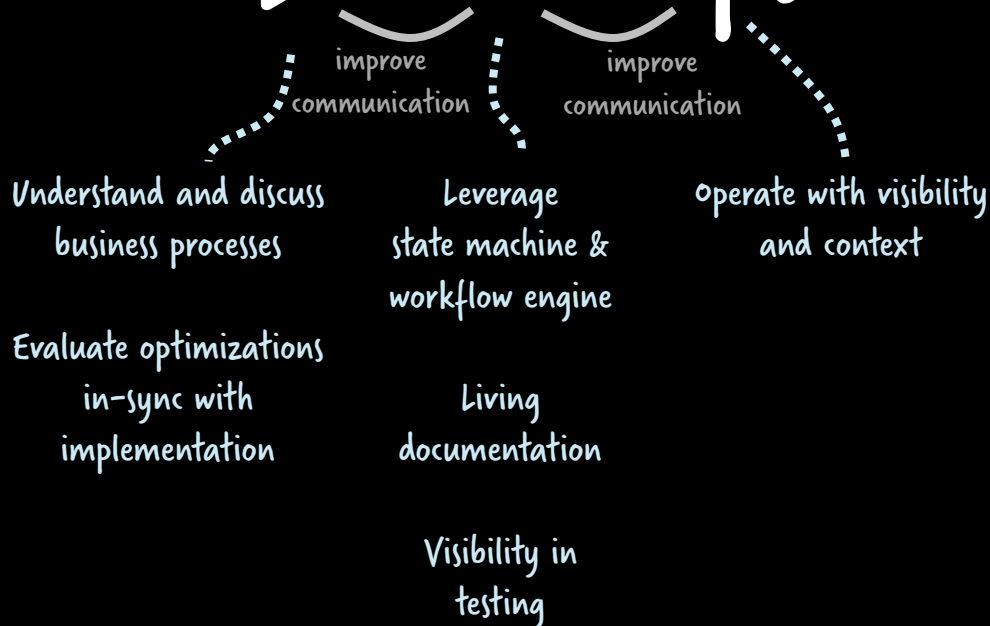 improve
communication
improve
communication
Understand and discuss
business processes
Evaluate optimizations
in-sync with
implementation
Leverage
state machine &
workflow engine
Living
documentation
Visibility in
testing
Operate with visibility
and context